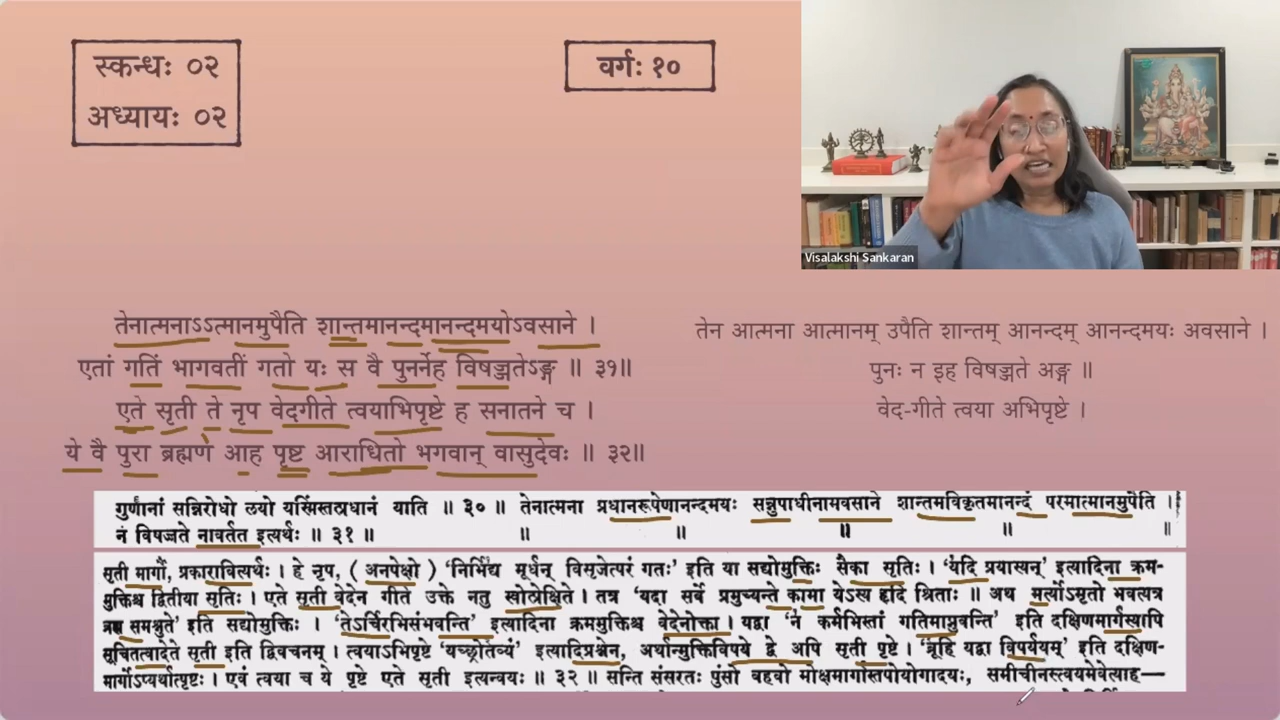 स्कन्धः ०२
अध्यायः ०२
वर्गः १०
Visalakshi Sankaran
तेनात्मनाऽऽत्मानमुपैति शान्तमानन्दमानन्दमयोऽवसाने ।
एतां गतिं भागवतीं गतो यः स वै पुनर्नेह विषज्जतेऽङ्ग ॥ ३१॥
एते सृती ते नृप वेदगीते त्वयाभिपृष्टे ह सनातने च ।
ये वै पुरा ब्रह्मणे आह पृष्ट आराधितो भगवान् वासुदेवः ॥ ३२॥
तेन आत्मना आत्मानम् उपैति शान्तम् आनन्दम् आनन्दमयः अवसाने ।
पुनः न इह विषज्जते अङ्ग ॥
वेद-गीते त्वया अभिपृष्टे ।
गुणानां सन्निरोधो लयो यस्मिंस्तत्प्रधानं याति ॥ ३० ॥ तेनात्मना प्रधानरूपेणानन्दमयः सन्नुपाधीनामवसाने शान्तमविकृतमानन्दं परमात्मानमुपैति ।
नं विषज्जते नावर्तत इत्यर्थः ॥ ३१ ॥ ॥ ॥ ॥ ॥
सृती मार्गौ, प्रकारावित्यर्थः । हे नृप, ( अनपेक्षो ) ‘निर्भिद्य मूर्धन् विसृजेत्परं गतः’ इति या सद्योमुक्तिः सैका सृतिः । ‘यदि प्रयास्यन्’ इत्यादिना क्रम-
मुक्तिश्च द्वितीया सृतिः । एते सृती वेदेन गीते उक्ते नतु स्वोत्प्रेक्षिते । तत्र ‘यदा सर्वे प्रमुच्यन्ते कामा येऽस्य हृदि श्रिताः ॥ अथ मर्त्योऽमृतो भवत्यत्र
ब्रह्म समश्नुते’ इति सद्योमुक्तिः । ‘तेऽर्चिरभिसंभवन्ति’ इत्यादिना क्रममुक्तिश्च वेदेनोक्ता । यद्वा ‘न कर्मभिस्तां गतिमाप्नुवन्ति’ इति दक्षिणमार्गस्यापि
सूचितत्वादेते सृती इति द्विवचनम् । त्वयाऽभिपृष्टे ‘यच्छ्रोतव्यं’ इत्यादिप्रश्नेन, अर्थान्मुक्तिविषये द्वे अपि सृती पृष्टे । ‘ब्रूहि यद्वा विपर्ययम्’ इति दक्षिण-
मार्गोऽप्यर्थात्पृष्टः । एवं त्वया च ये पृष्टे एते सृती इत्यन्वयः ॥ ३२ ॥ सन्ति संसरतः पुंसो बहवो मोक्षमार्गास्तपोयोगादयः, समीचीनस्त्वयमेवेत्याह—